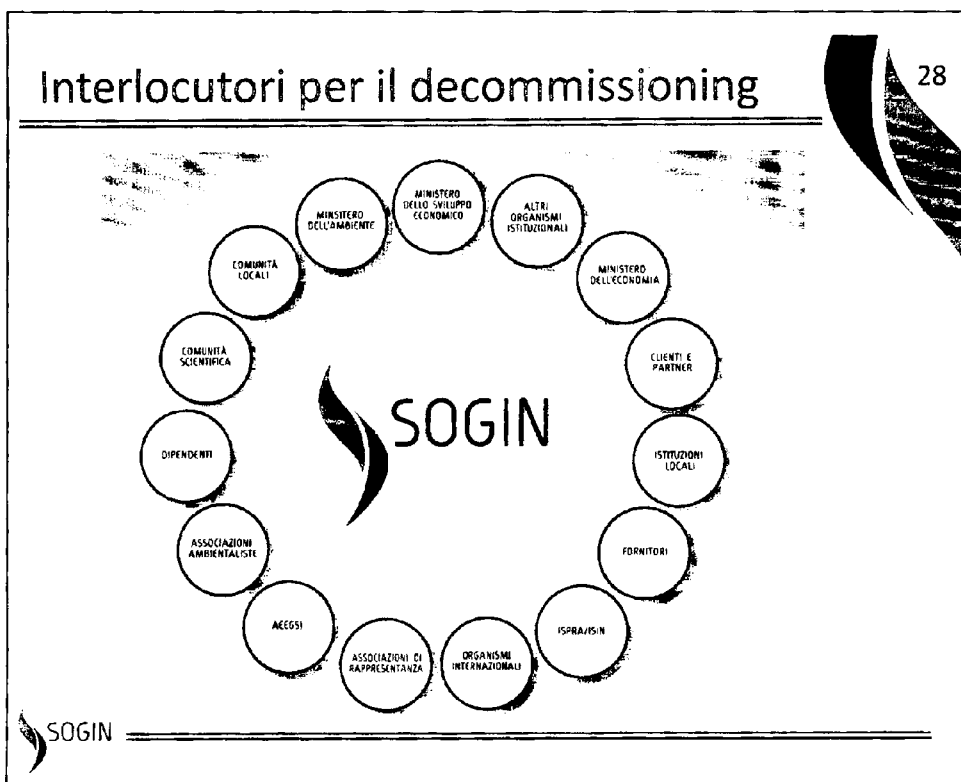 Interlocutori per il decommissioning
28
MINISTERO
DELLO SVILUPPO
ECONOMICO
ALTRI
ORGANISMI
ISTITUZIONALI
MINISTERO
DELL'ECONOMIA
CLIENTI E
PARTNER
ISTITUZIONI
LOCALI
FORNITORI
ISPRA/ISIN
ORGANISMI
INTERNAZIONALI
ASSOCIAZIONI DI
RAPPRESENTANZA
AEEGSI
ASSOCIAZIONI
AMBIENTALISTE
DIPENDENTI
COMUNITÀ
SCIENTIFICA
COMUNITÀ
LOCALI
MINSITERO
DELL'AMBIENTE
SOGIN
SOGIN